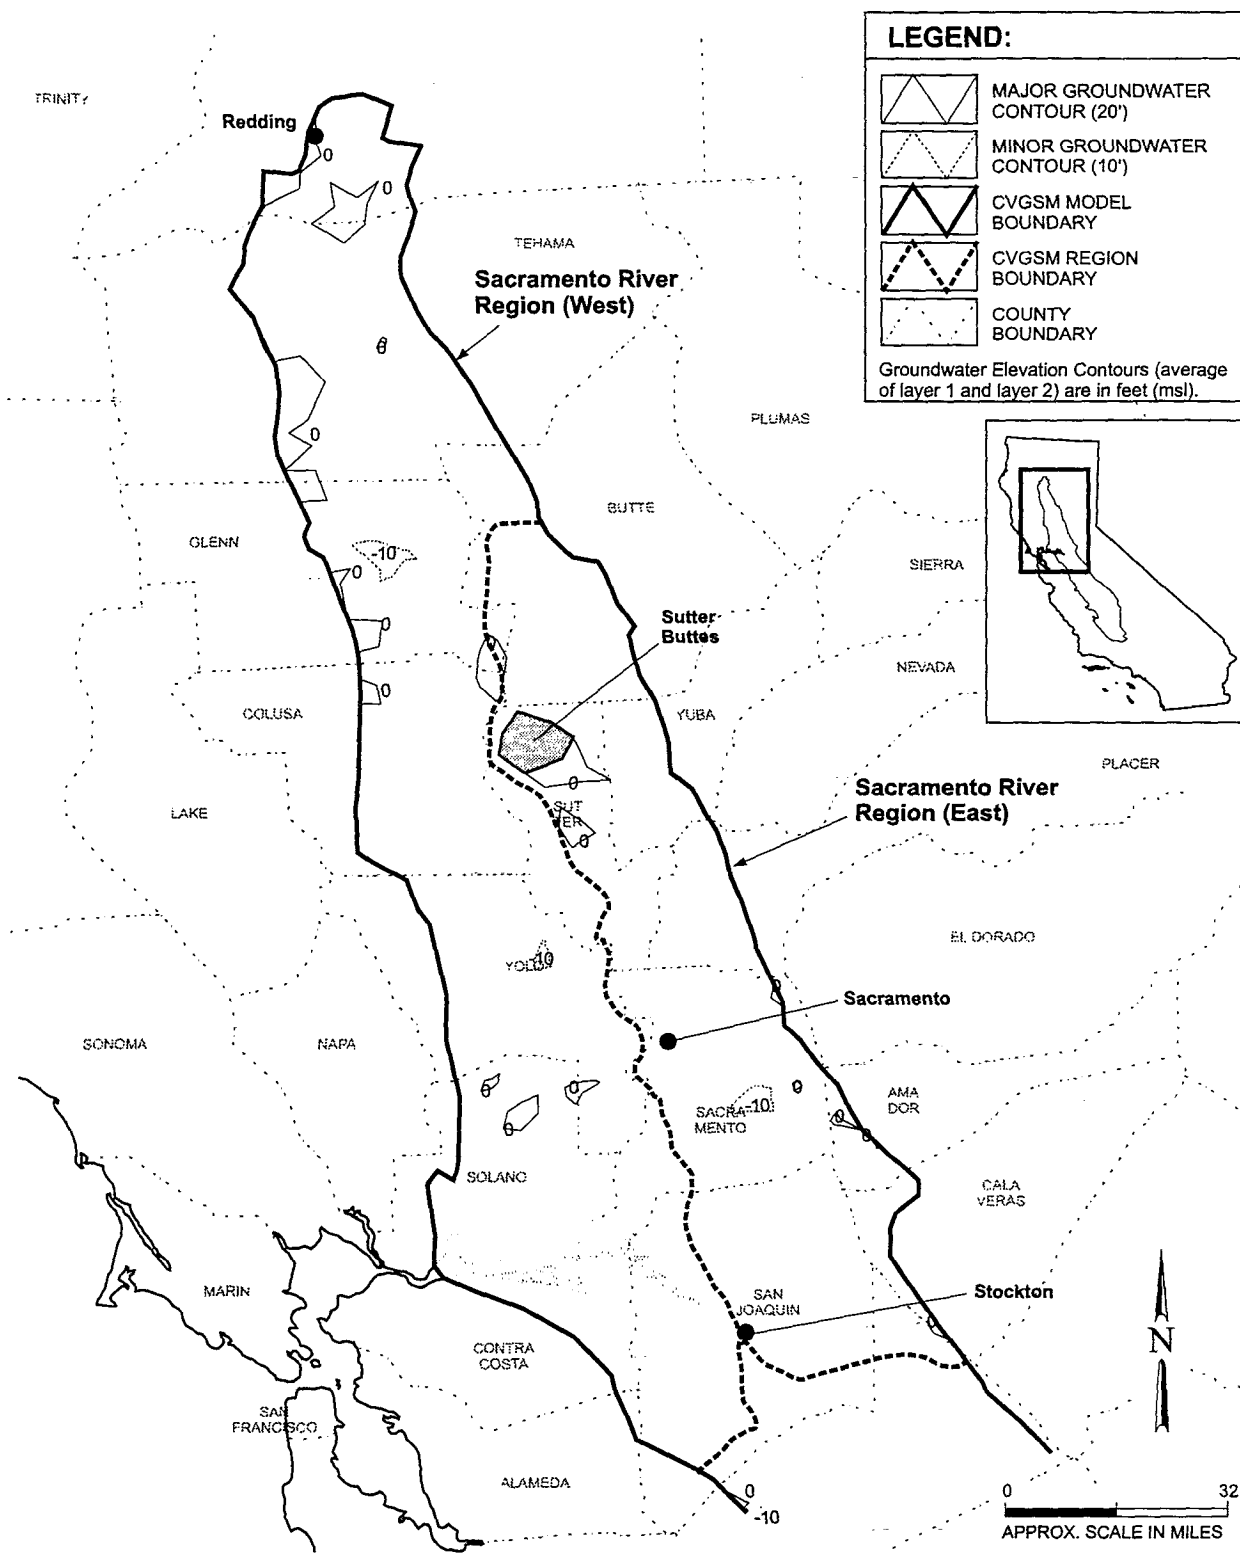 LEGEND:
MAJOR GROUNDWATER
CONTOUR (20')
MINOR GROUNDWATER
CONTOUR (10')
CVGSM MODEL
BOUNDARY
CVGSM REGION
BOUNDARY
COUNTY
BOUNDARY
Groundwater Elevation Contours (average
of layer 1 and layer 2) are in feet (msl).
TRINITY
Redding
0
0
TEHAMA
Sacramento River
Region (West)
0
PLUMAS
0
BUTTE
GLENN
-10
0
SIERRA
0
Sutter
Buttes
0
NEVADA
0
COLUSA
YUBA
PLACER
0
Sacramento River
Region (East)
LAKE
SUT
TER
0
EL DORADO
YOLO
-10
0
Sacramento
SONOMA
NAPA
0
0
0
AMA
DOR
SACRA-
MENTO
-10
0
0
0
SOLANO
CALA
VERAS
MARIN
SAN
JOAQUIN
Stockton
0
CONTRA
COSTA
N
SAN
FRANCISCO
ALAMEDA
0
-10
0
32
APPROX. SCALE IN MILES